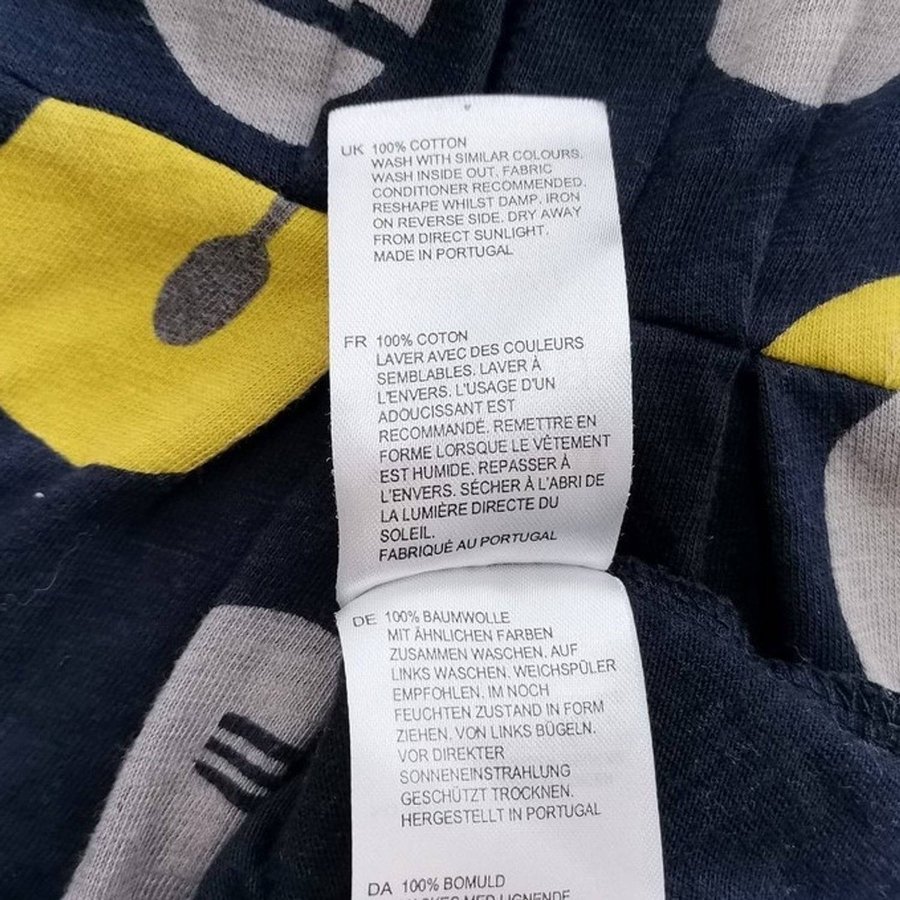 UK 100% COTTON
WASH WITH SIMILAR COLOURS.
WASH INSIDE OUT. FABRIC
CONDITIONER RECOMMENDED.
RESHAPE WHILST DAMP. IRON
ON REVERSE SIDE. DRY AWAY
FROM DIRECT SUNLIGHT.
MADE IN PORTUGAL
FR 100% COTON
LAVER AVEC DES COULEURS
SEMBLABLES. LAVER À
L'ENVERS. L'USAGE D'UN
ADOUCISSANT EST
RECOMMANDÉ. REMETTRE EN
FORME LORSQUE LE VÊTEMENT
EST HUMIDE. REPASSER À
L'ENVERS. SÉCHER À L'ABRI DE
LA LUMIÈRE DIRECTE DU
SOLEIL.
FABRIQUÉ AU PORTUGAL
DE 100% BAUMWOLLE
MIT ÄHNLICHEN FARBEN
ZUSAMMEN WASCHEN. AUF
LINKS WASCHEN. WEICHSPÜLER
EMPFOHLEN. IM NOCH
FEUCHTEN ZUSTAND IN FORM
ZIEHEN. VON LINKS BÜGELN.
VOR DIREKTER
SONNENEINSTRAHLUNG
GESCHÜTZT TROCKNEN.
HERGESTELLT IN PORTUGAL
DA 100% BOMULD
MED LIGNENDE